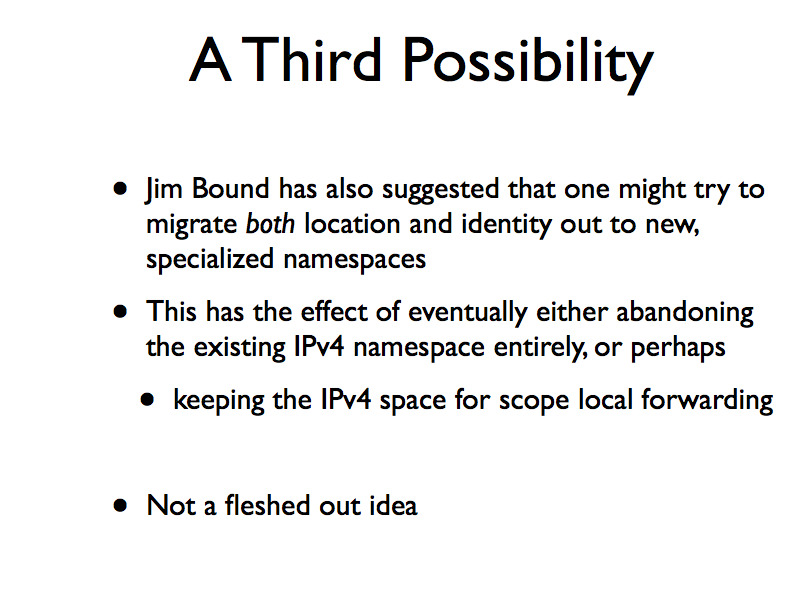 A Third Possibility
• Jim Bound has also suggested that one might try to
migrate both location and identity out to new,
specialized namespaces
• This has the effect of eventually either abandoning
the existing IPv4 namespace entirely, or perhaps
• keeping the IPv4 space for scope local forwarding
• Not a fleshed out idea